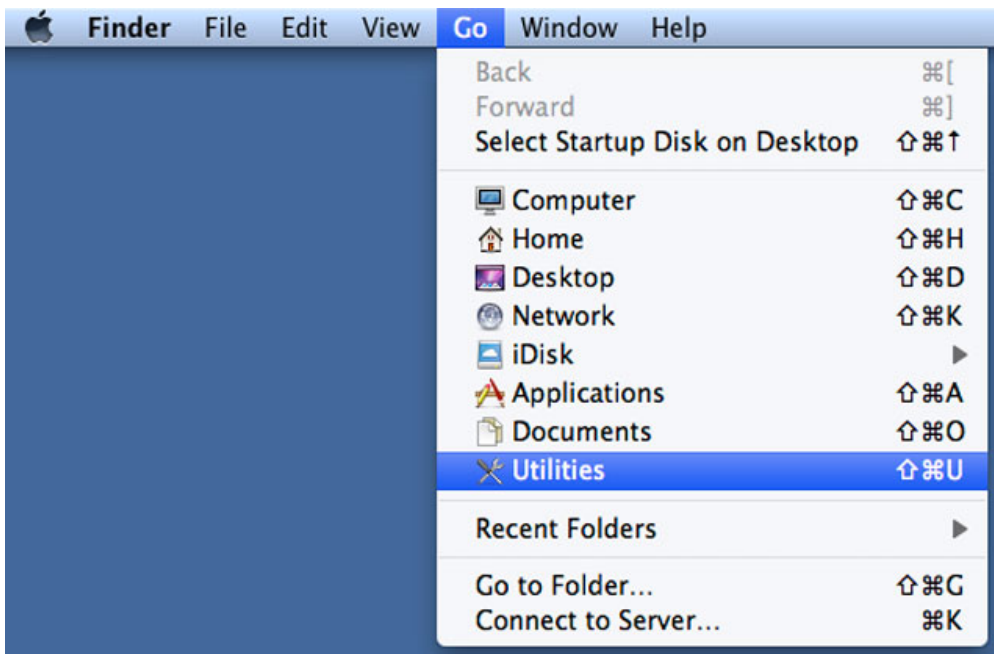 Finder File Edit View Go Window Help
Back ⌘[
Forward ⌘]
Select Startup Disk on Desktop ⇧⌘↑
Computer ⇧⌘C
Home ⇧⌘H
Desktop ⇧⌘D
Network ⇧⌘K
iDisk
Applications ⇧⌘A
Documents ⇧⌘O
Utilities ⇧⌘U
Recent Folders
Go to Folder... ⇧⌘G
Connect to Server... ⌘K